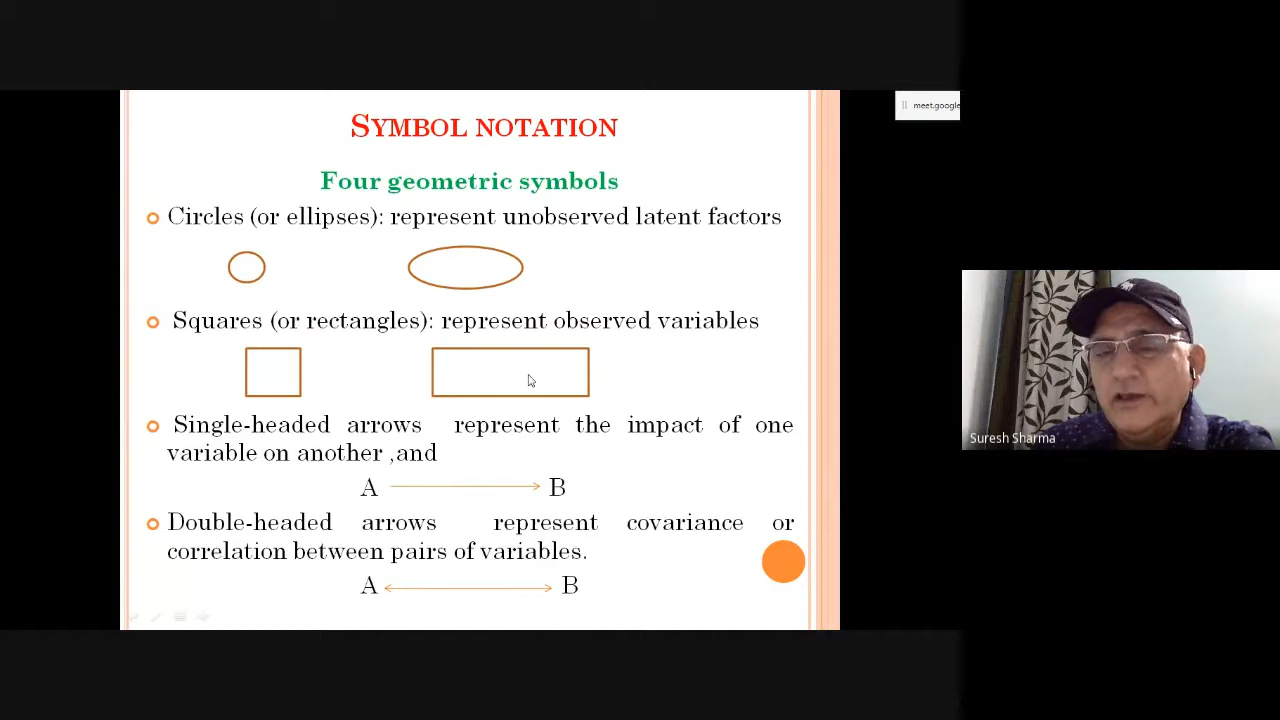 SYMBOL NOTATION
meet.google
Four geometric symbols
Circles (or ellipses): represent unobserved latent factors
Squares (or rectangles): represent observed variables
Single-headed arrows represent the impact of one
variable on another ,and
A B
Double-headed arrows represent covariance or
correlation between pairs of variables.
A B
Suresh Sharma